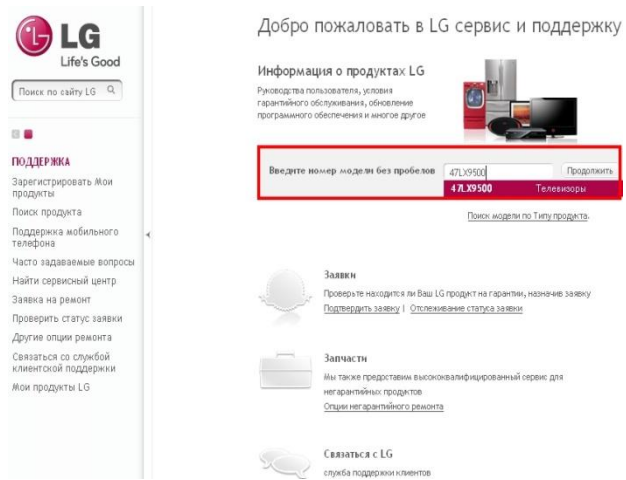 LG
Life's Good
Поиск по сайту LG
ПОДДЕРЖКА
Зарегистрировать Мои
продукты
Поиск продукта
Поддержка мобильного
телефона
Часто задаваемые вопросы
Найти сервисный центр
Заявка на ремонт
Проверить статус заявки
Другие опции ремонта
Связаться со службой
клиентской поддержки
Мои продукты LG
Добро пожаловать в LG сервис и поддержку
Информация о продуктах LG
Руководства пользователя, условия
гарантийного обслуживания, обновление
программного обеспечения и многое другое
Введите номер модели без пробелов 47LX9500 Продолжить
47LX9500 Телевизоры
Поиск модели по Типу продукта.
Заявки
Проверьте находится ли Ваш LG продукт на гарантии, назначив заявку
Подтвердить заявку | Отслеживание статуса заявки
Запчасти
Мы также предоставим высококвалифицированный сервис для
негарантийных продуктов
Опции негарантийного ремонта
Связаться с LG
служба поддержки клиентов